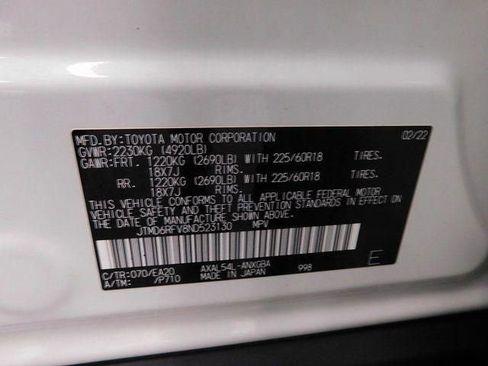 MFD.BY:TOYOTA MOTOR CORPORATION 02/22
GVWR:2230KG (4920LB)
GAWR:FRT. 1220KG (2690LB) WITH 225/60R18 TIRES.
18X7J RIMS.
RR. 1220KG (2690LB) WITH 225/60R18 TIRES.
18X7J RIMS.
THIS VEHICLE CONFORMS TO ALL APPLICABLE FEDERAL MOTOR
VEHICLE SAFETY AND BUMPER STANDARDS IN EFFECT ON
THE DATE OF MANUFACTURE SHOWN ABOVE.
JTMD6RFV8ND523130 MPV
C/TR:070/EA20 AXAL54L-ANXGBA 998 E
A/TM: /P710 MADE IN JAPAN